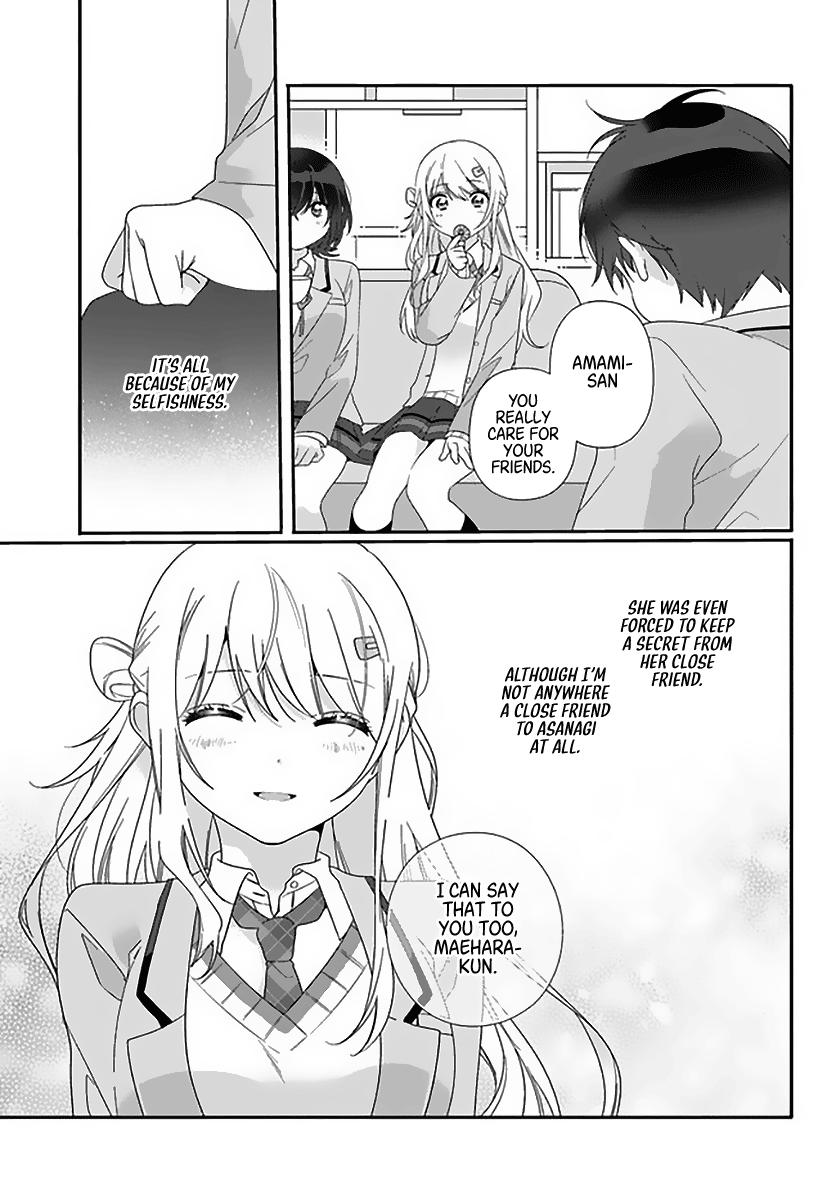 AMAMI-
SAN
YOU
REALLY
CARE FOR
YOUR
FRIENDS.
IT'S ALL
BECAUSE OF MY
SELFISHNESS.
SHE WAS EVEN
FORCED TO KEEP
A SECRET FROM
HER CLOSE
FRIEND.
ALTHOUGH I'M
NOT ANYWHERE
A CLOSE FRIEND
TO ASANAGI
AT ALL.
I CAN SAY
THAT TO
YOU TOO,
MAEHARA-
KUN.